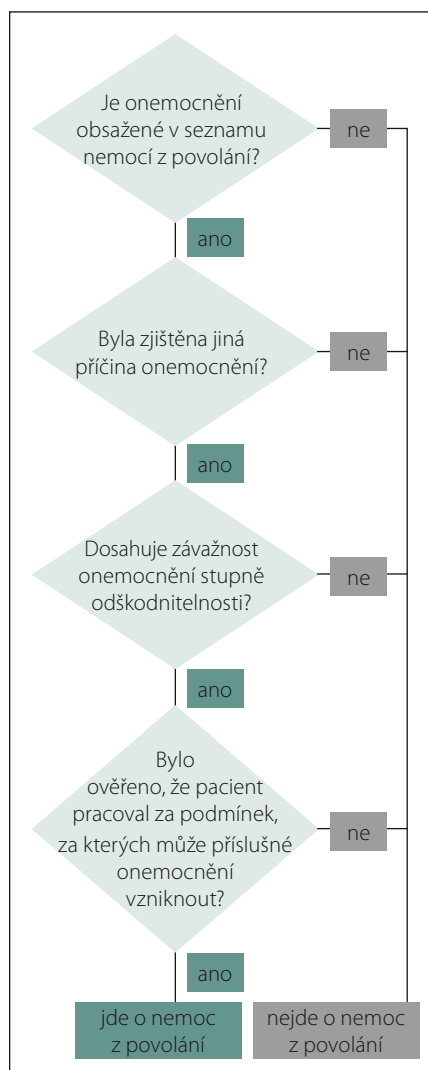 Je onemocnění
obsažené v seznamu
nemocí z povolání?
ne
ano
Byla zjištěna jiná
příčina onemocnění?
ne
ano
Dosahuje závažnost
onemocnění stupně
odškodnitelnosti?
ne
ano
Bylo
ověřeno, že pacient
pracoval za podmínek,
za kterých může příslušné
onemocnění
vzniknout?
ne
ano
jde o nemoc
z povolání
nejde o nemoc
z povolání